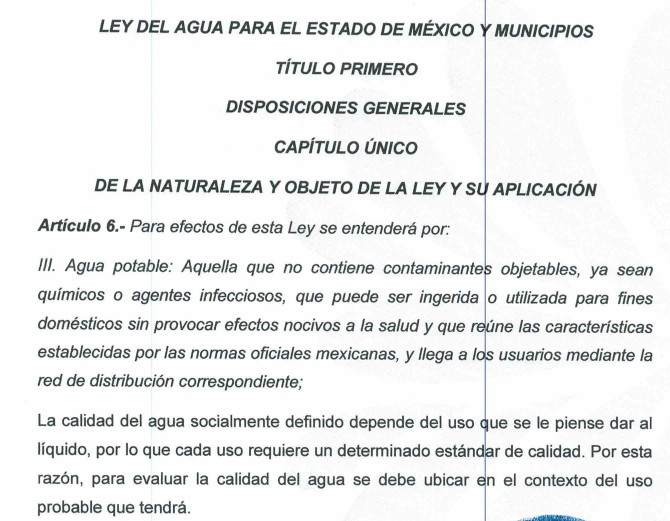 LEY DEL AGUA PARA EL ESTADO DE MÉXICO Y MUNICIPIOS
TÍTULO PRIMERO
DISPOSICIONES GENERALES
CAPÍTULO ÚNICO
DE LA NATURALEZA Y OBJETO DE LA LEY Y SU APLICACIÓN
Artículo 6.- Para efectos de esta Ley se entenderá por:
III. Agua potable: Aquella que no contiene contaminantes objetables, ya sean
químicos o agentes infecciosos, que puede ser ingerida o utilizada para fines
domésticos sin provocar efectos nocivos a la salud y que reúne las características
establecidas por las normas oficiales mexicanas, y llega a los usuarios mediante la
red de distribución correspondiente;
La calidad del agua socialmente definido depende del uso que se le piense dar al
líquido, por lo que cada uso requiere un determinado estándar de calidad. Por esta
razón, para evaluar la calidad del agua se debe ubicar en el contexto del uso
probable que tendrá.